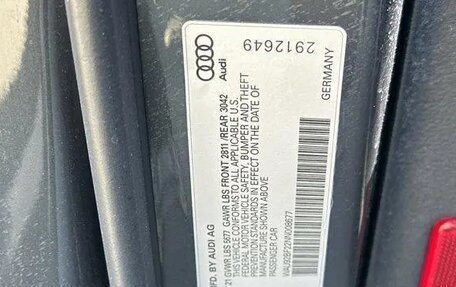 Audi
2912649
MFD. BY AUDI AG
GERMANY
21 GVWR LBS 5677 GAWR LBS FRONT 2811 /REAR 3042
THIS VEHICLE CONFORMS TO ALL APPLICABLE U.S.
FEDERAL MOTOR VEHICLE SAFETY, BUMPER AND THEFT
PREVENTION STANDARDS IN EFFECT ON THE DATE OF
MANUFACTURE SHOWN ABOVE
PASSENGER CAR